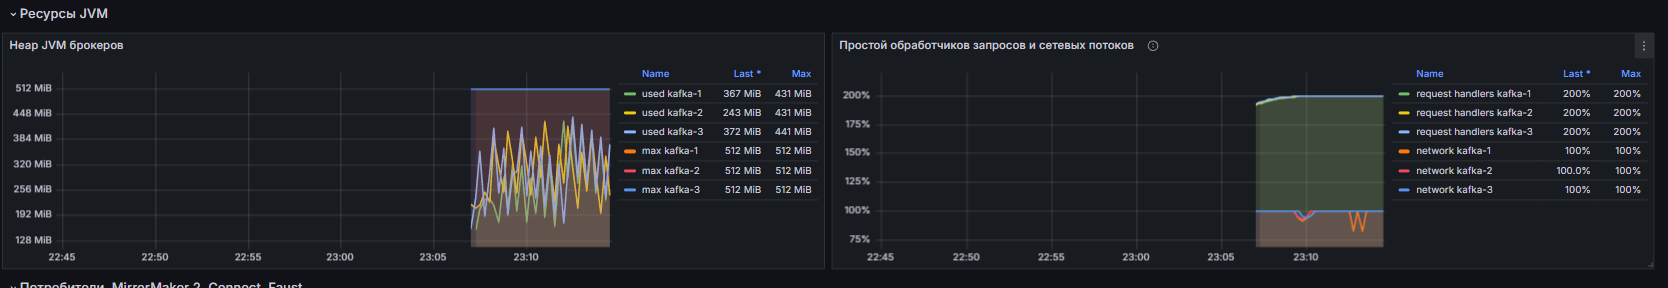 Ресурсы JVM
Heap JVM брокеров
512 MiB
448 MiB
384 MiB
320 MiB
256 MiB
192 MiB
128 MiB
22:45 22:50 22:55 23:00 23:05 23:10
Name Last * Max
used kafka-1 367 MiB 431 MiB
used kafka-2 243 MiB 431 MiB
used kafka-3 372 MiB 441 MiB
max kafka-1 512 MiB 512 MiB
max kafka-2 512 MiB 512 MiB
max kafka-3 512 MiB 512 MiB
Простой обработчиков запросов и сетевых потоков
200%
175%
150%
125%
100%
75%
22:45 22:50 22:55 23:00 23:05 23:10
Name Last * Max
request handlers kafka-1 200% 200%
request handlers kafka-2 200% 200%
request handlers kafka-3 200% 200%
network kafka-1 100% 100%
network kafka-2 100.0% 100%
network kafka-3 100% 100%
Потребители, MirrorMaker 2, Connect, Faust